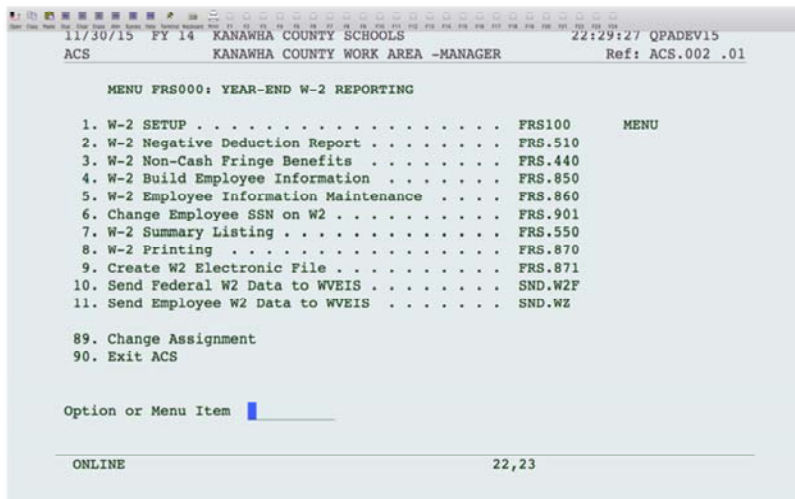 11/30/15 FY 14 KANAWHA COUNTY SCHOOLS 22:29:27 QPADEV15
ACS KANAWHA COUNTY WORK AREA -MANAGER Ref: ACS.002 .01
MENU FRS000: YEAR-END W-2 REPORTING
1. W-2 SETUP . . . . . . . . . . . . . . . . . . FRS100 MENU
2. W-2 Negative Deduction Report . . . . . . . . FRS.510
3. W-2 Non-Cash Fringe Benefits . . . . . . . . FRS.440
4. W-2 Build Employee Information . . . . . . . FRS.850
5. W-2 Employee Information Maintenance . . . . FRS.860
6. Change Employee SSN on W2 . . . . . . . . . . FRS.901
7. W-2 Summary Listing . . . . . . . . . . . . . FRS.550
8. W-2 Printing . . . . . . . . . . . . . . . . FRS.870
9. Create W2 Electronic File . . . . . . . . . . FRS.871
10. Send Federal W2 Data to WVEIS . . . . . . . . SND.W2F
11. Send Employee W2 Data to WVEIS . . . . . . . SND.WZ
89. Change Assignment
90. Exit ACS
Option or Menu Item
ONLINE 22,23